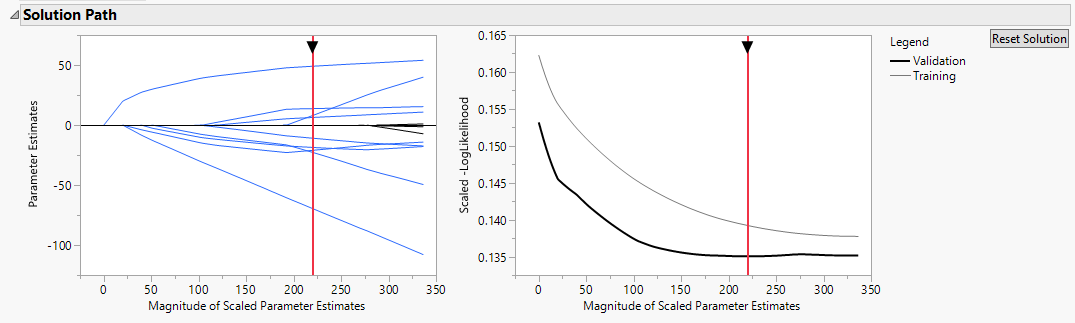 Solution Path
Reset Solution
50
0
-50
-100
Parameter Estimates
0 50 100 150 200 250 300 350
Magnitude of Scaled Parameter Estimates
0.165
0.160
0.155
0.150
0.145
0.140
0.135
Scaled -LogLikelihood
0 50 100 150 200 250 300 350
Magnitude of Scaled Parameter Estimates
Legend
Validation
Training